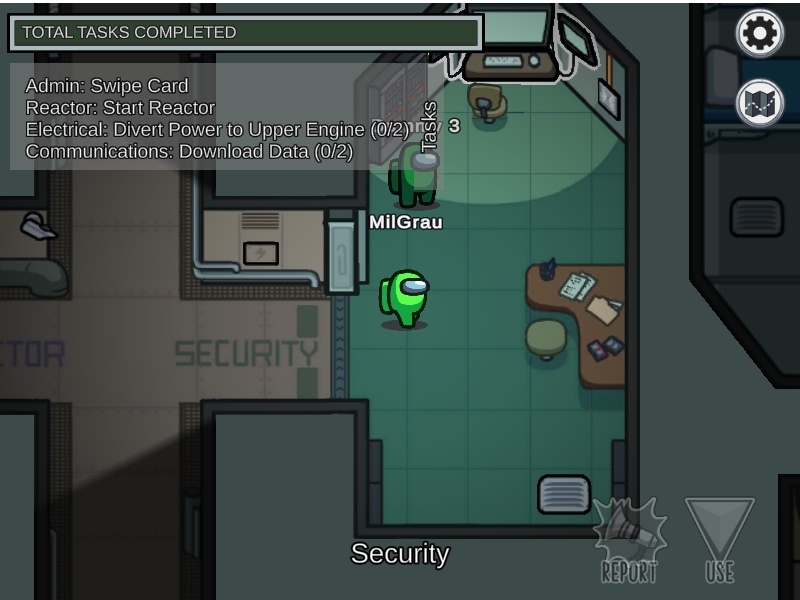 TOTAL TASKS COMPLETED
Admin: Swipe Card
Reactor: Start Reactor
Electrical: Divert Power to Upper Engine (0/2)
Communications: Download Data (0/2)
Tasks
3
MilGrau
SECURITY
Security
REPORT
USE